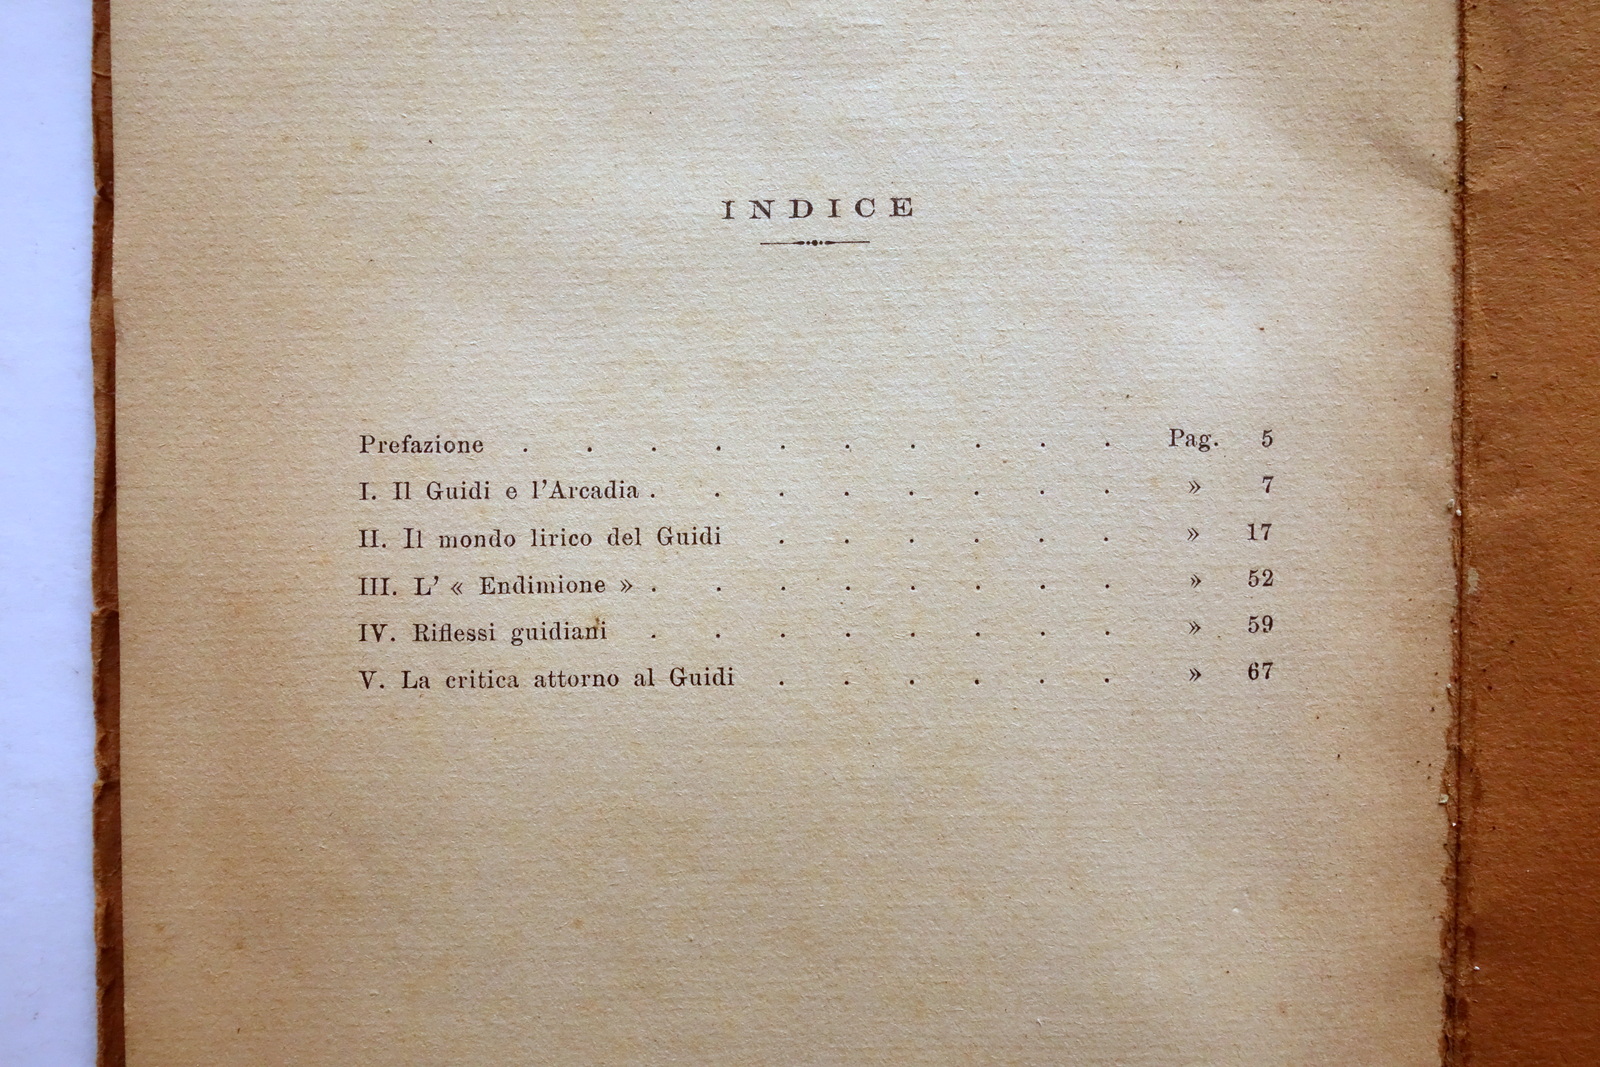 INDICE
Prefazione . . . . . . . . . . Pag. 5
I. Il Guidi e l'Arcadia . . . . . . . . » 7
II. Il mondo lirico del Guidi . . . . . . » 17
III. L' « Endimione » . . . . . . . . » 52
IV. Riflessi guidiani . . . . . . . . » 59
V. La critica attorno al Guidi . . . . . . » 67